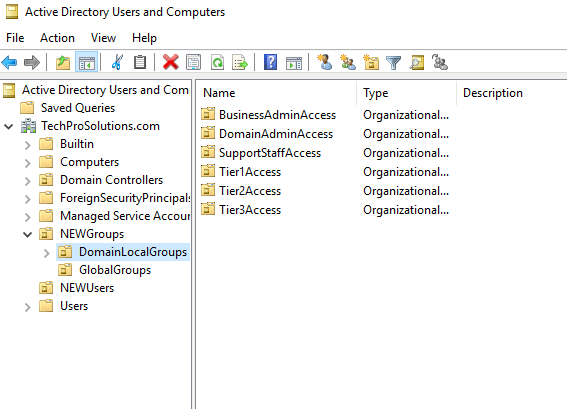 Active Directory Users and Computers
File Action View Help
Active Directory Users and Com
Saved Queries
TechProSolutions.com
Builtin
Computers
Domain Controllers
ForeignSecurityPrincipals
Managed Service Accour
NEWGroups
DomainLocalGroups
GlobalGroups
NEWUsers
Users
Name Type Description
BusinessAdminAccess Organizational...
DomainAdminAccess Organizational...
SupportStaffAccess Organizational...
Tier1Access Organizational...
Tier2Access Organizational...
Tier3Access Organizational...